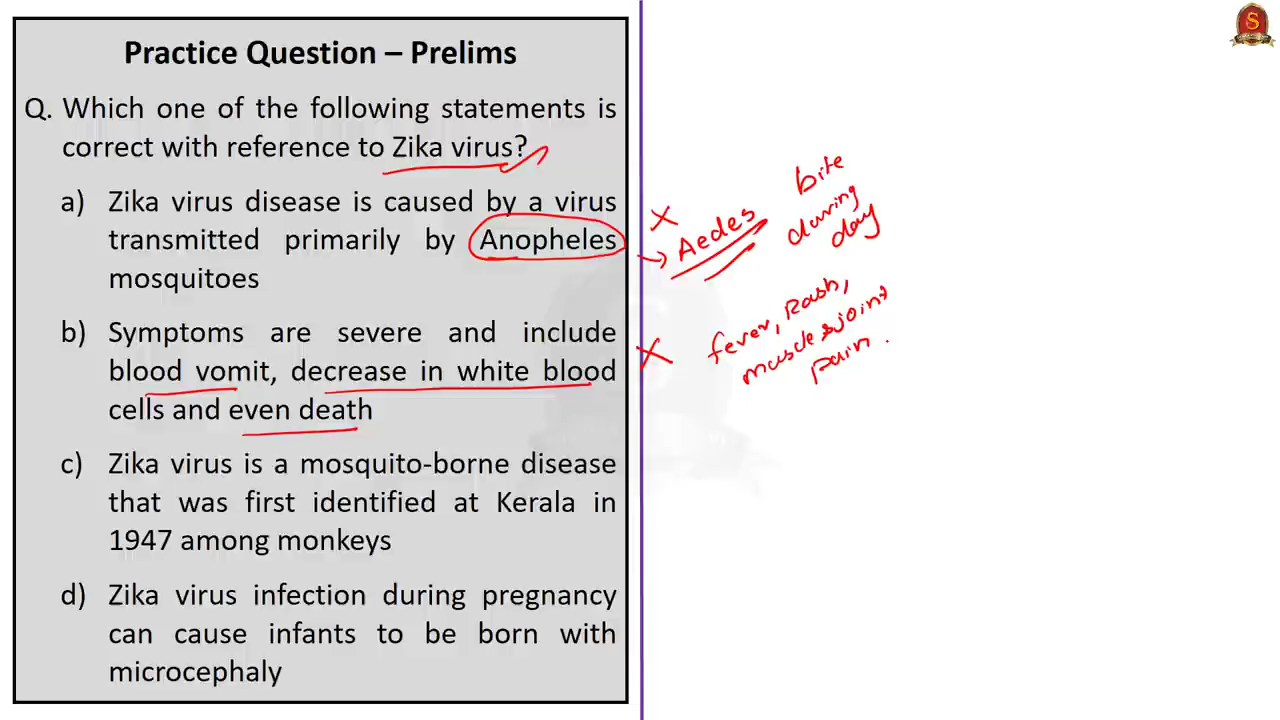 Practice Question – Prelims
Q. Which one of the following statements is
correct with reference to Zika virus?
a) Zika virus disease is caused by a virus
transmitted primarily by Anopheles
mosquitoes
b) Symptoms are severe and include
blood vomit, decrease in white blood
cells and even death
c) Zika virus is a mosquito-borne disease
that was first identified at Kerala in
1947 among monkeys
d) Zika virus infection during pregnancy
can cause infants to be born with
microcephaly
S
Aedes
bite
during
day
fever, Rash,
muscle & joint
pain.